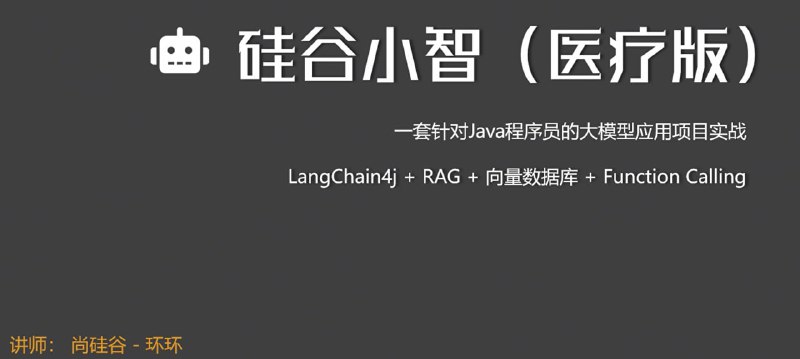 硅谷小智（医疗版）
一套针对Java程序员的大模型应用项目实战
LangChain4j + RAG + 向量数据库 + Function Calling
讲师： 尚硅谷 - 环环